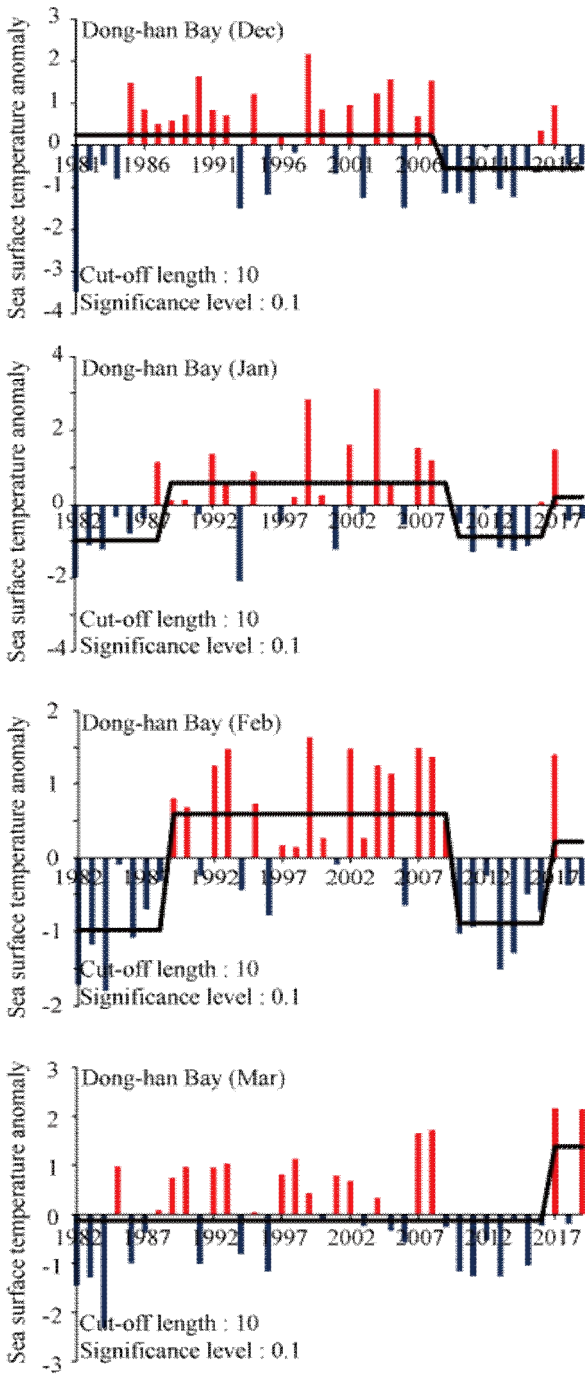 Sea surface temperature anomaly
3
Dong-han Bay (Dec)
2
1
0
1981 1986 1991 1996 2001 2006 2011 2016
-1
-2
-3
Cut-off length : 10
Significance level : 0.1
-4
Sea surface temperature anomaly
4
Dong-han Bay (Jan)
2
0
1982 1987 1992 1997 2002 2007 2012 2017
-2
Cut-off length : 10
Significance level : 0.1
-4
Sea surface temperature anomaly
2
Dong-han Bay (Feb)
1
0
1982 1987 1992 1997 2002 2007 2012 2017
-1
Cut-off length : 10
Significance level : 0.1
-2
Sea surface temperature anomaly
3
Dong-han Bay (Mar)
2
1
0
1982 1987 1992 1997 2002 2007 2012 2017
-1
-2
Cut-off length : 10
Significance level : 0.1
-3